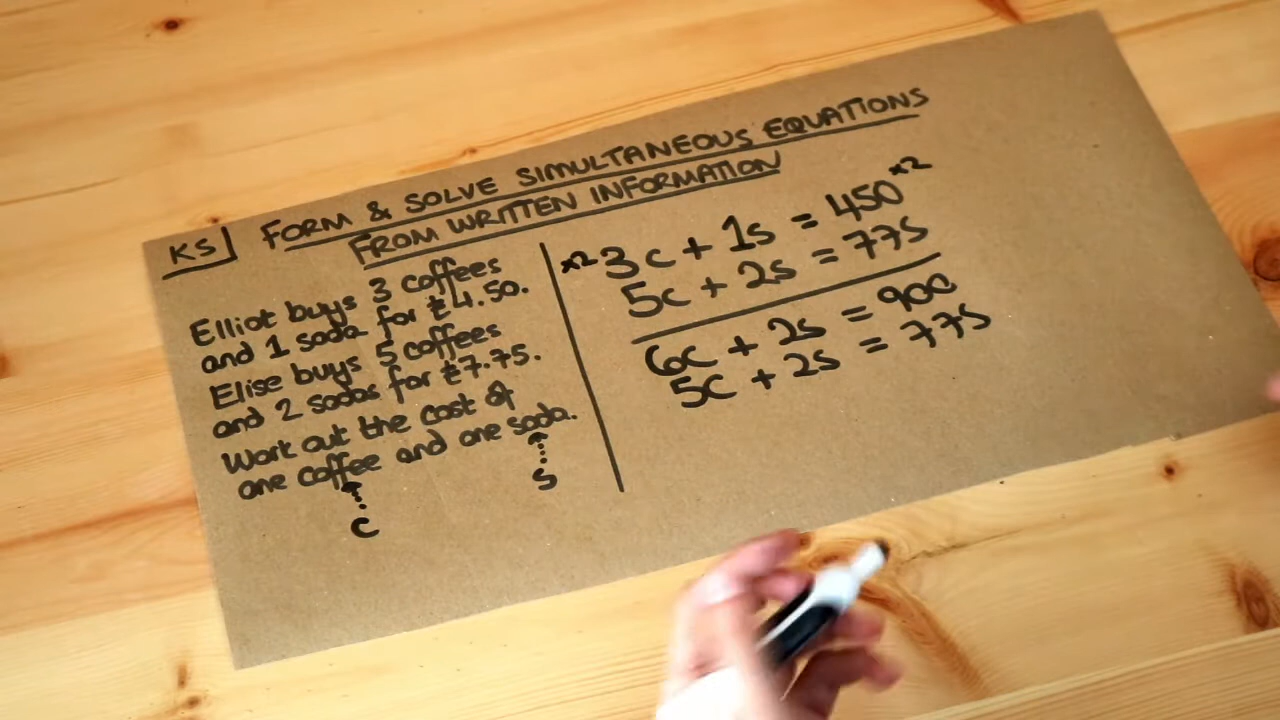 KS
FORM & SOLVE SIMULTANEOUS EQUATIONS
FROM WRITTEN INFORMATION
Elliot buys 3 coffees
and 1 soda for £4.50.
Elise buys 5 coffees
and 2 sodas for £7.75.
Work out the cost of
one coffee and one soda.
c
s
×2 3c + 1s = 450 ×2
5c + 2s = 775
6c + 2s = 900
5c + 2s = 775